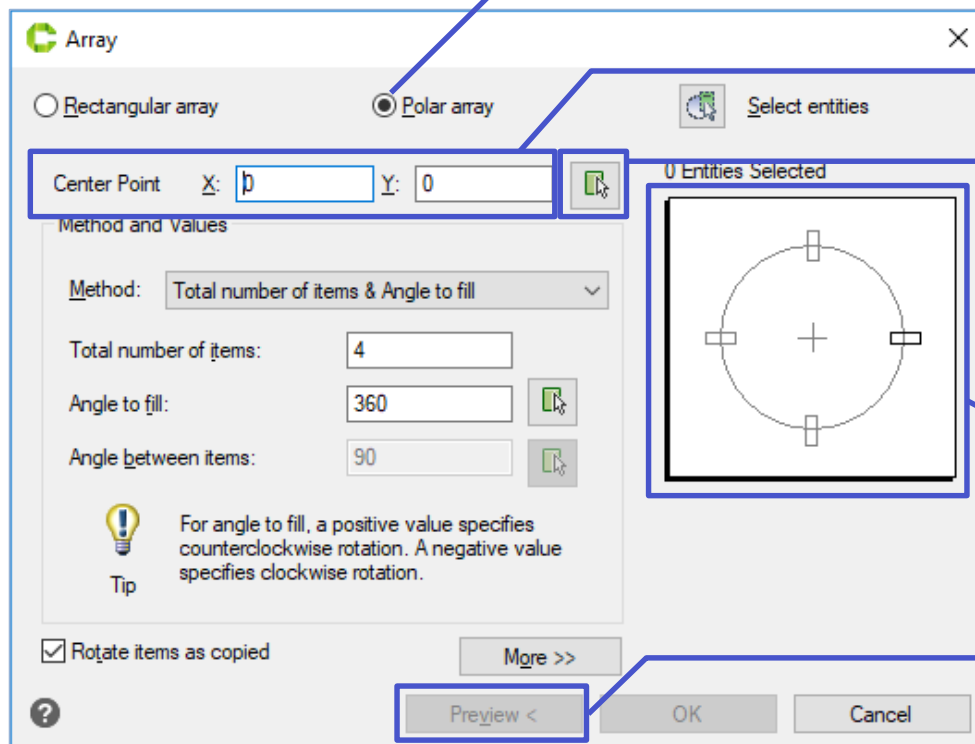 Array
Rectangular array Polar array Select entities
Center Point X: 0 Y: 0
0 Entities Selected
Method and Values
Method: Total number of items & Angle to fill
Total number of items: 4
Angle to fill: 360
Angle between items: 90
For angle to fill, a positive value specifies
counterclockwise rotation. A negative value
specifies clockwise rotation.
Tip
Rotate items as copied More >>
? Preview < OK Cancel